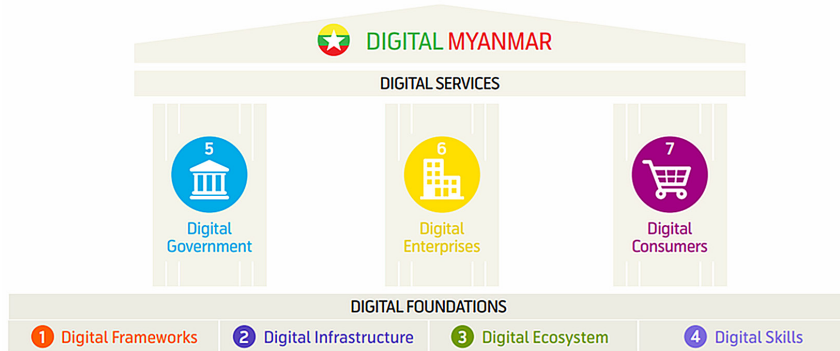 DIGITAL MYANMAR
DIGITAL SERVICES
5
Digital
Government
6
Digital
Enterprises
7
Digital
Consumers
DIGITAL FOUNDATIONS
1 Digital Frameworks
2 Digital Infrastructure
3 Digital Ecosystem
4 Digital Skills